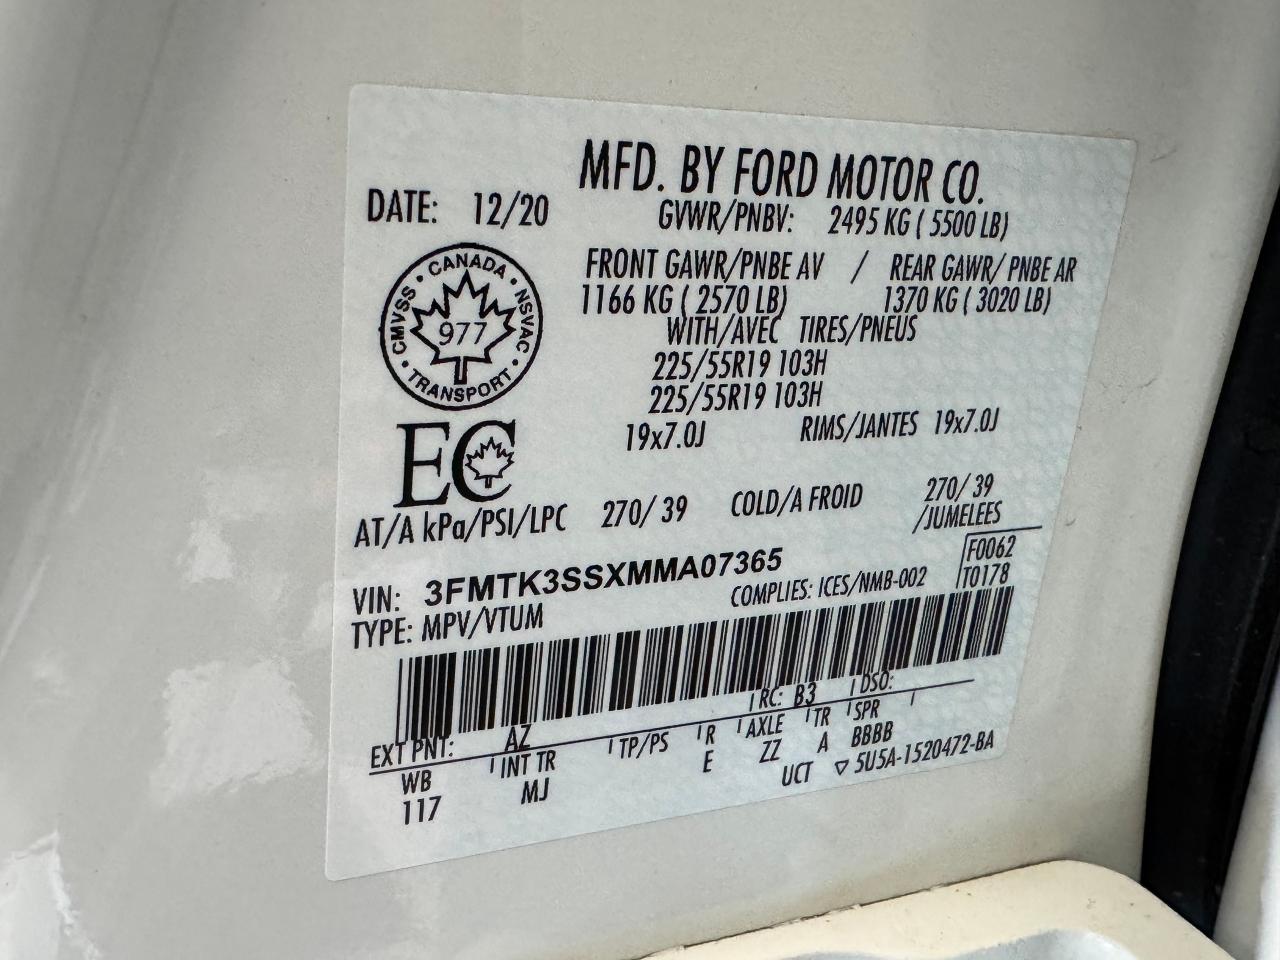 MFD. BY FORD MOTOR CO.
DATE: 12/20 GVWR/PNBV: 2495 KG ( 5500 LB)
FRONT GAWR/PNBE AV / REAR GAWR/ PNBE AR
1166 KG ( 2570 LB) 1370 KG ( 3020 LB)
WITH/AVEC TIRES/PNEUS
225/55R19 103H
225/55R19 103H
19x7.0J RIMS/JANTES 19x7.0J
CMVSS • CANADA • NSVAC • TRANSPORT •
977
EC
AT/A kPa/PSI/LPC 270/ 39 COLD/A FROID 270/ 39
/JUMELEES
VIN: 3FMTK3SSXMMA07365 F0062
TYPE: MPV/VTUM COMPLIES: ICES/NMB-002 T0178
RC: B3 DSO:
EXT PNT: AZ
WB INT TR TP/PS R AXLE TR SPR
117 MJ E ZZ A BBBB
UCT ▽ 5U5A-1520472-BA